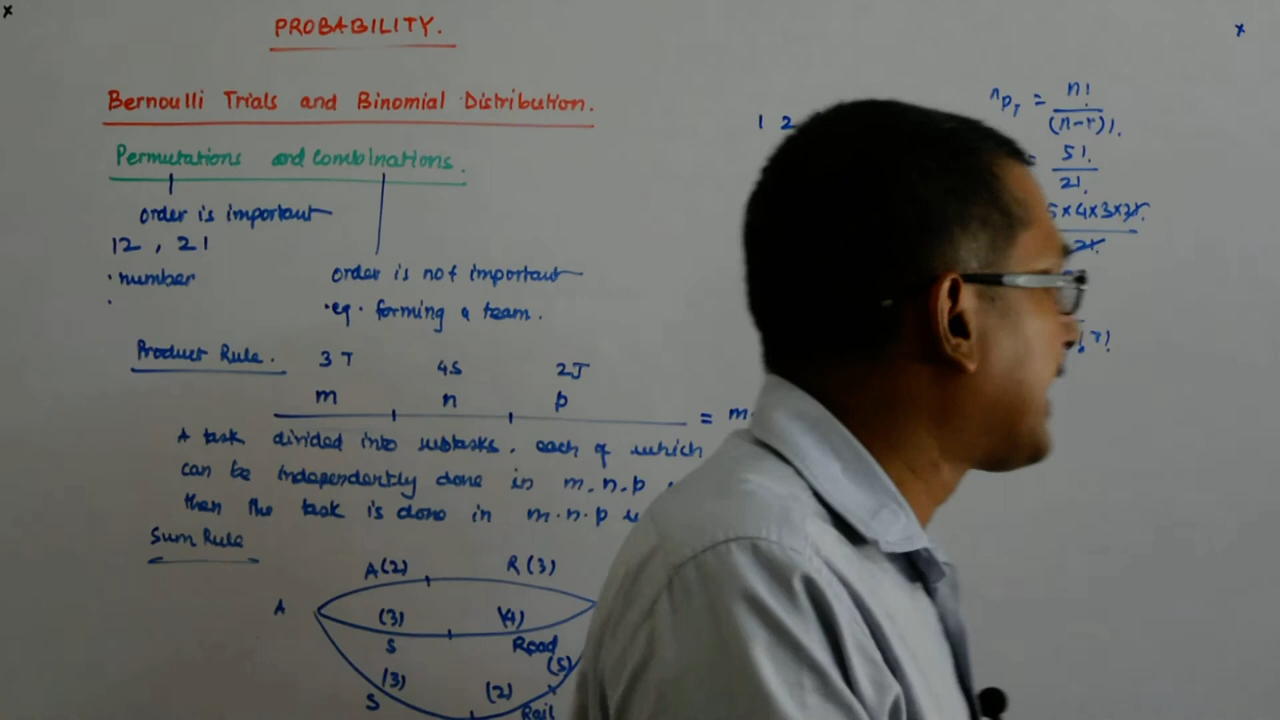 PROBABILITY.
Bernoulli Trials and Binomial Distribution.
Permutations and combinations.
order is important
12 , 21
· number
order is not important
· eg. forming a team.
Product Rule.
3 T 4S 2J
m n p = m.
A task divided into subtasks, each of which
can be independently done in m.n.p
then the task is done in m.n.p
Sum Rule
A(2) R(3)
A
(3) (4)
S Road
(5)
(3) (2)
S Rail
1 2
nPr = n!/(n-r)!
5!/2!
5×4×3×2!/2!
r!